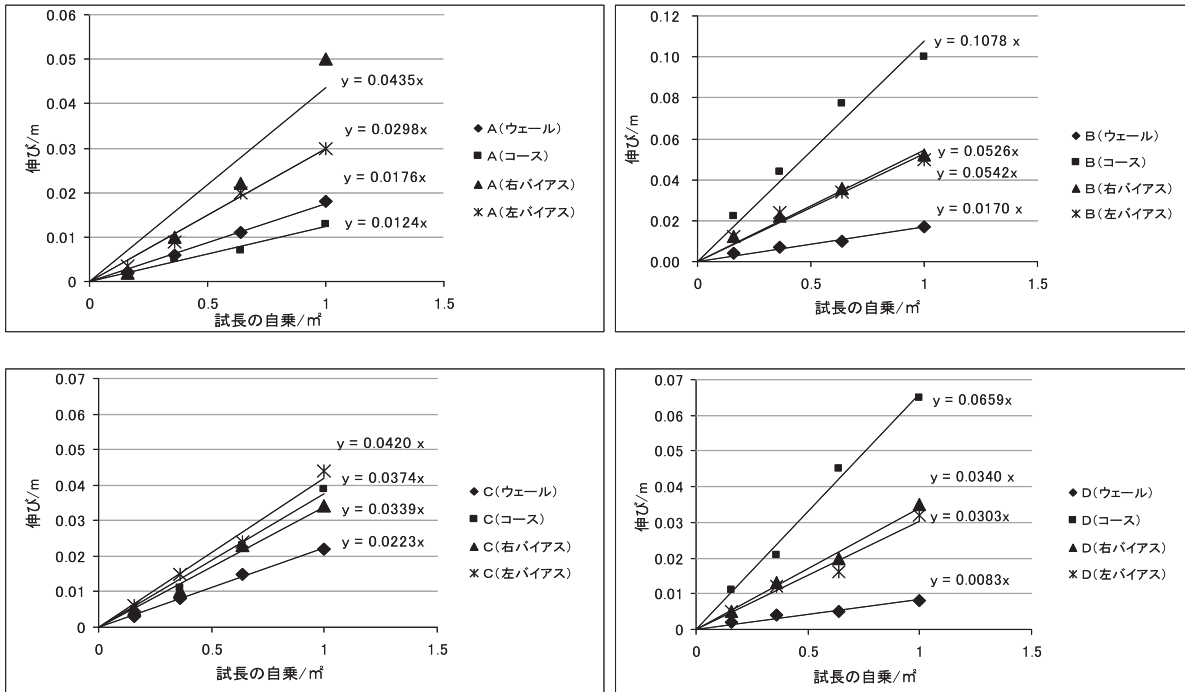 0.06
0.05
0.04
0.03
0.02
0.01
0
0
0.5
1
1.5
伸び/m
試長の自乗/㎡
y = 0.0435x
y = 0.0298x
y = 0.0176x
y = 0.0124x
A(ウェール)
A(コース)
A(右バイアス)
A(左バイアス)
0.12
0.10
0.08
0.06
0.04
0.02
0.00
0
0.5
1
1.5
伸び/m
試長の自乗/㎡
y = 0.1078 x
y = 0.0526x
y = 0.0542x
y = 0.0170 x
B(ウェール)
B(コース)
B(右バイアス)
B(左バイアス)
0.07
0.06
0.05
0.04
0.03
0.02
0.01
0
0
0.5
1
1.5
伸び/m
試長の自乗/㎡
y = 0.0420 x
y = 0.0374x
y = 0.0339x
y = 0.0223x
C(ウェール)
C(コース)
C(右バイアス)
C(左バイアス)
0.07
0.06
0.05
0.04
0.03
0.02
0.01
0
0
0.5
1
1.5
伸び/m
試長の自乗/㎡
y = 0.0659x
y = 0.0340 x
y = 0.0303x
y = 0.0083x
D(ウェール)
D(コース)
D(右バイアス)
D(左バイアス)